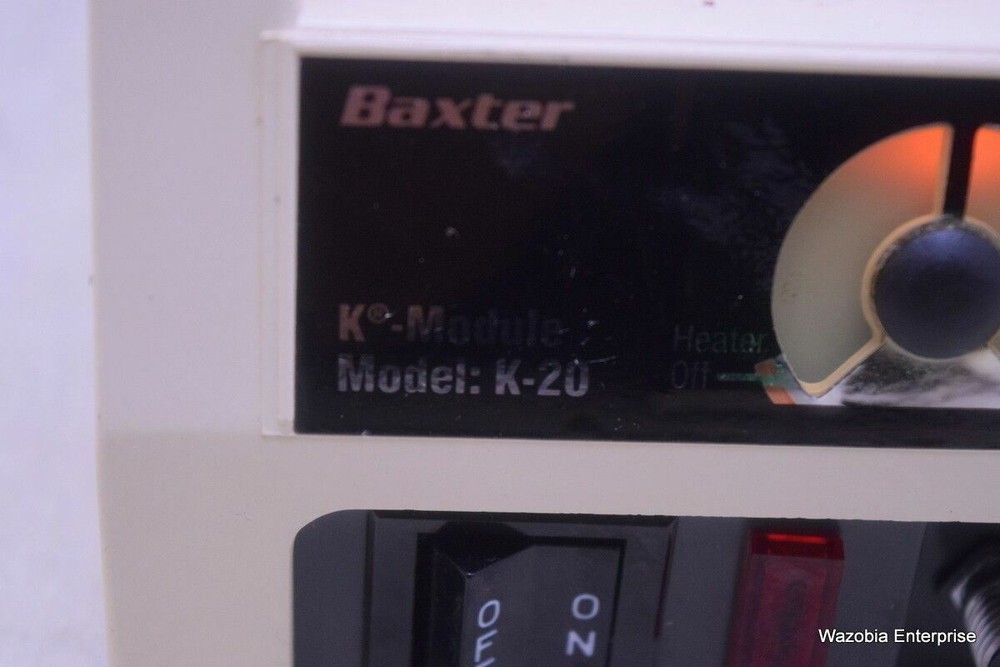 Baxter
K®-Module
Model: K-20
Heater
Off
OFF
ON
Wazobia Enterprise